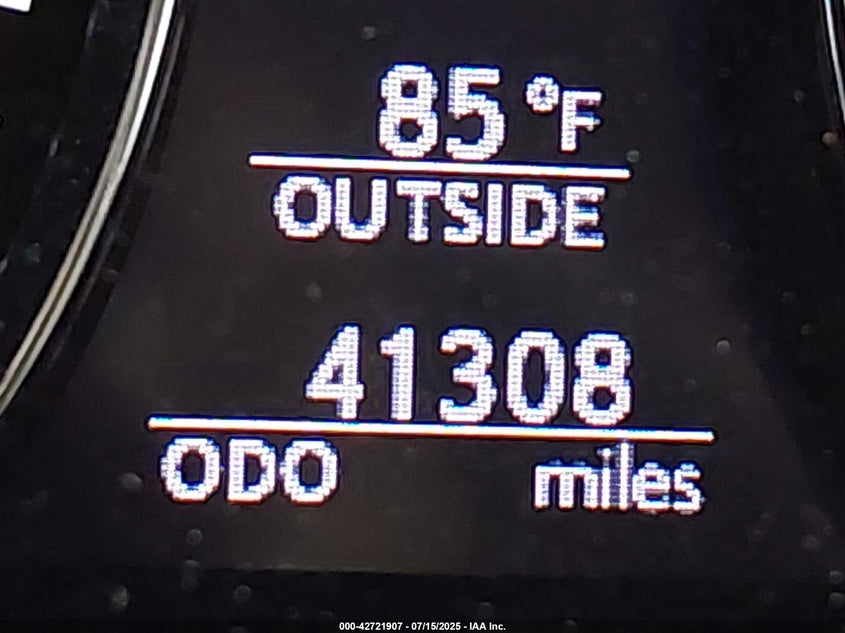 85 °F
OUTSIDE
41308
ODO miles
000-42721907 - 07/15/2025 - IAA Inc.